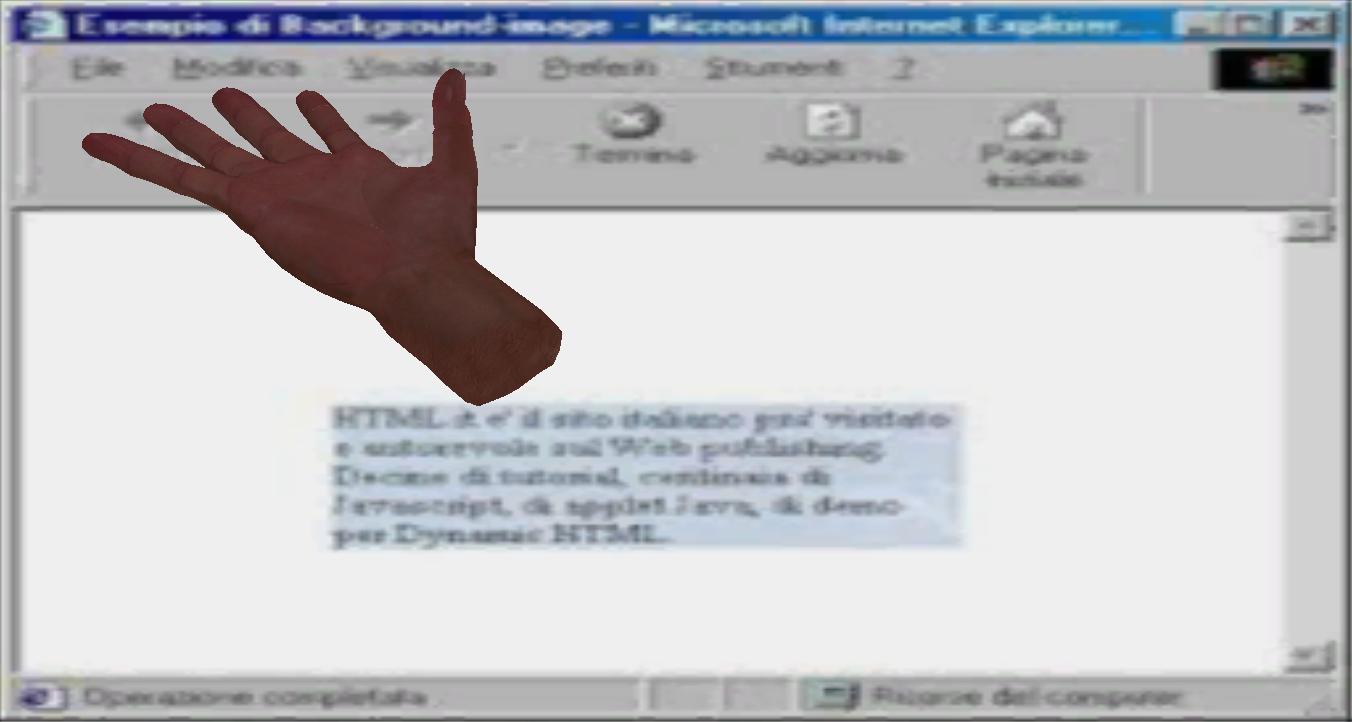 Esempio di Background-image - Microsoft Internet Explorer...
File Modifica Visualizza Preferiti Strumenti ?
Termina Aggiorna Pagina
iniziale
HTML.it e' il sito italiano piu' visitato
e autorevole sul Web publishing.
Decine di tutorial, centinaia di
Javascript, di applet Java, di demo
per Dynamic HTML.
Operazione completata Risorse del computer